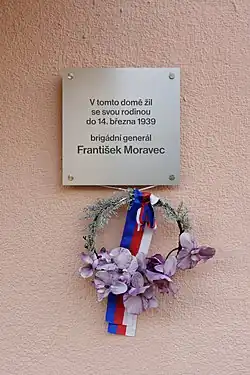 V tomto domě žil
se svou rodinou
do 14. března 1939
brigádní generál
František Moravec